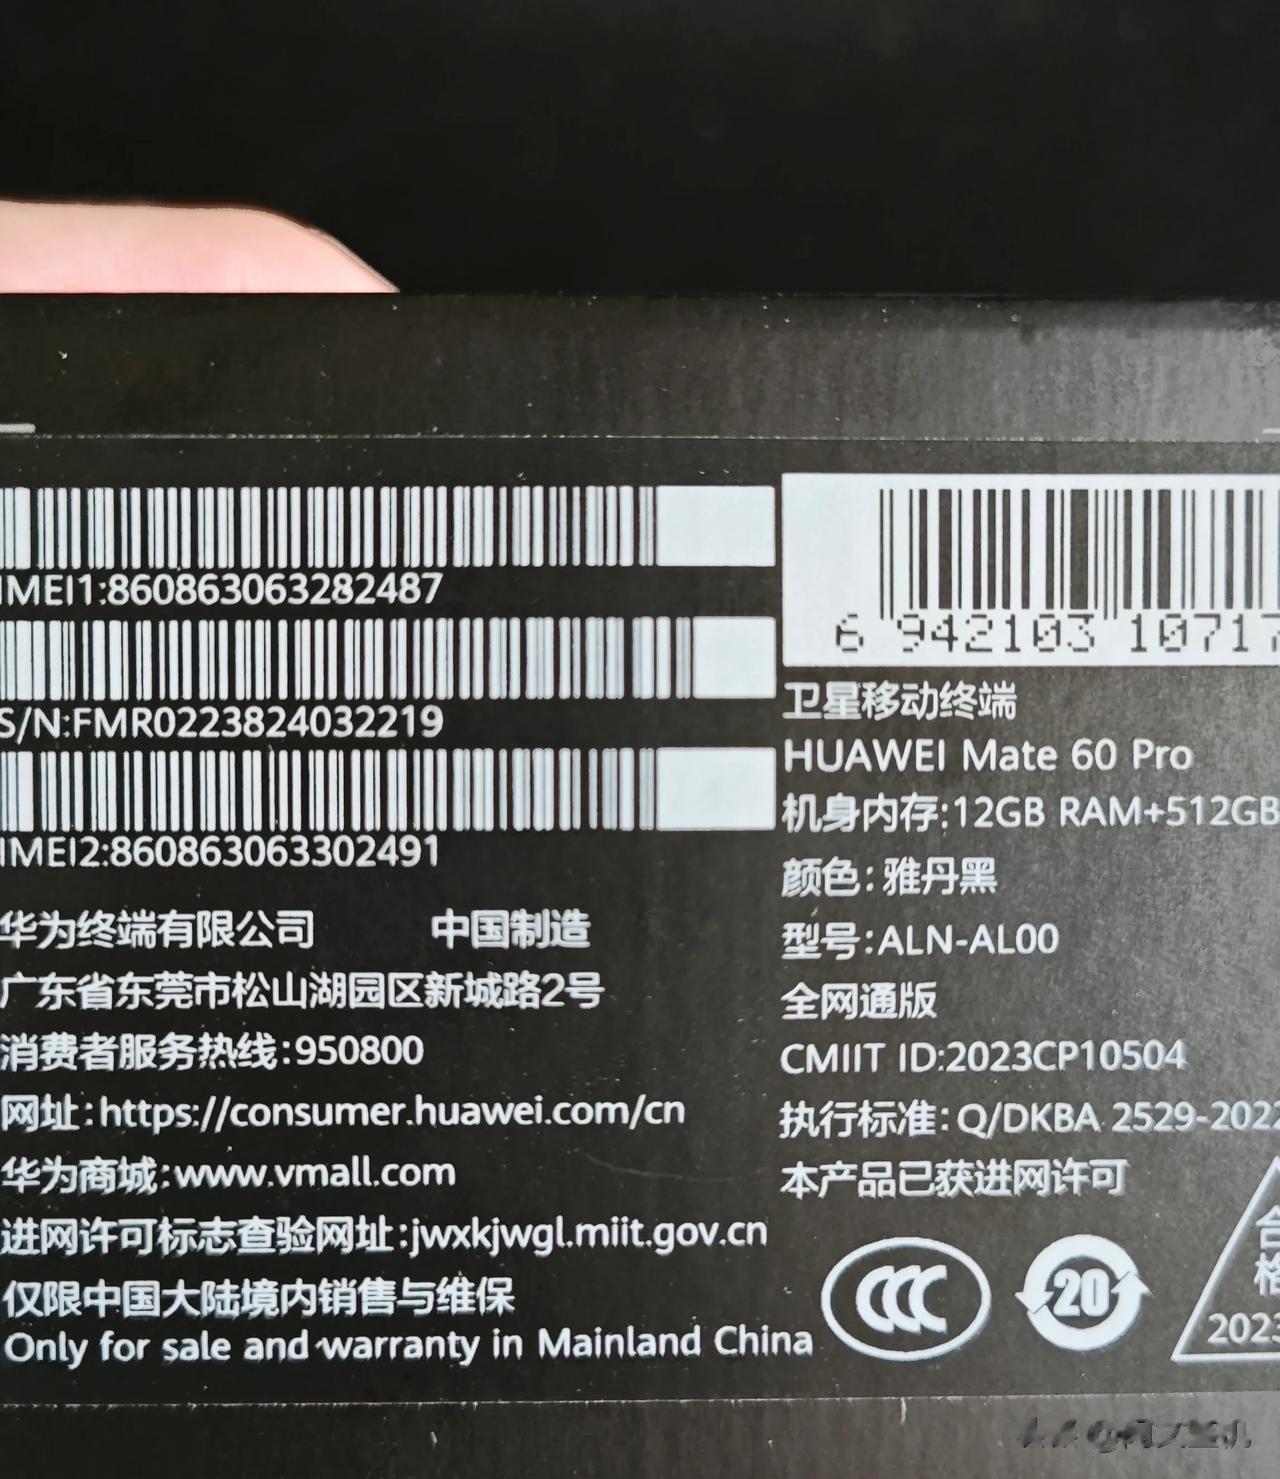 IMEI1:860863063282487
S/N:FMR0223824032219
IMEI2:860863063302491
华为终端有限公司 中国制造
广东省东莞市松山湖园区新城路2号
消费者服务热线:950800
网址:https://consumer.huawei.com/cn
华为商城:www.vmall.com
进网许可标志查验网址:jwxkjwgl.miit.gov.cn
仅限中国大陆境内销售与维保
Only for sale and warranty in Mainland China
6 942103 10717
卫星移动终端
HUAWEI Mate 60 Pro
机身内存:12GB RAM+512GB
颜色:雅丹黑
型号:ALN-AL00
全网通版
CMIIT ID:2023CP10504
执行标准:Q/DKBA 2529-2022
本产品已获进网许可
CCC
20
合
格
2023